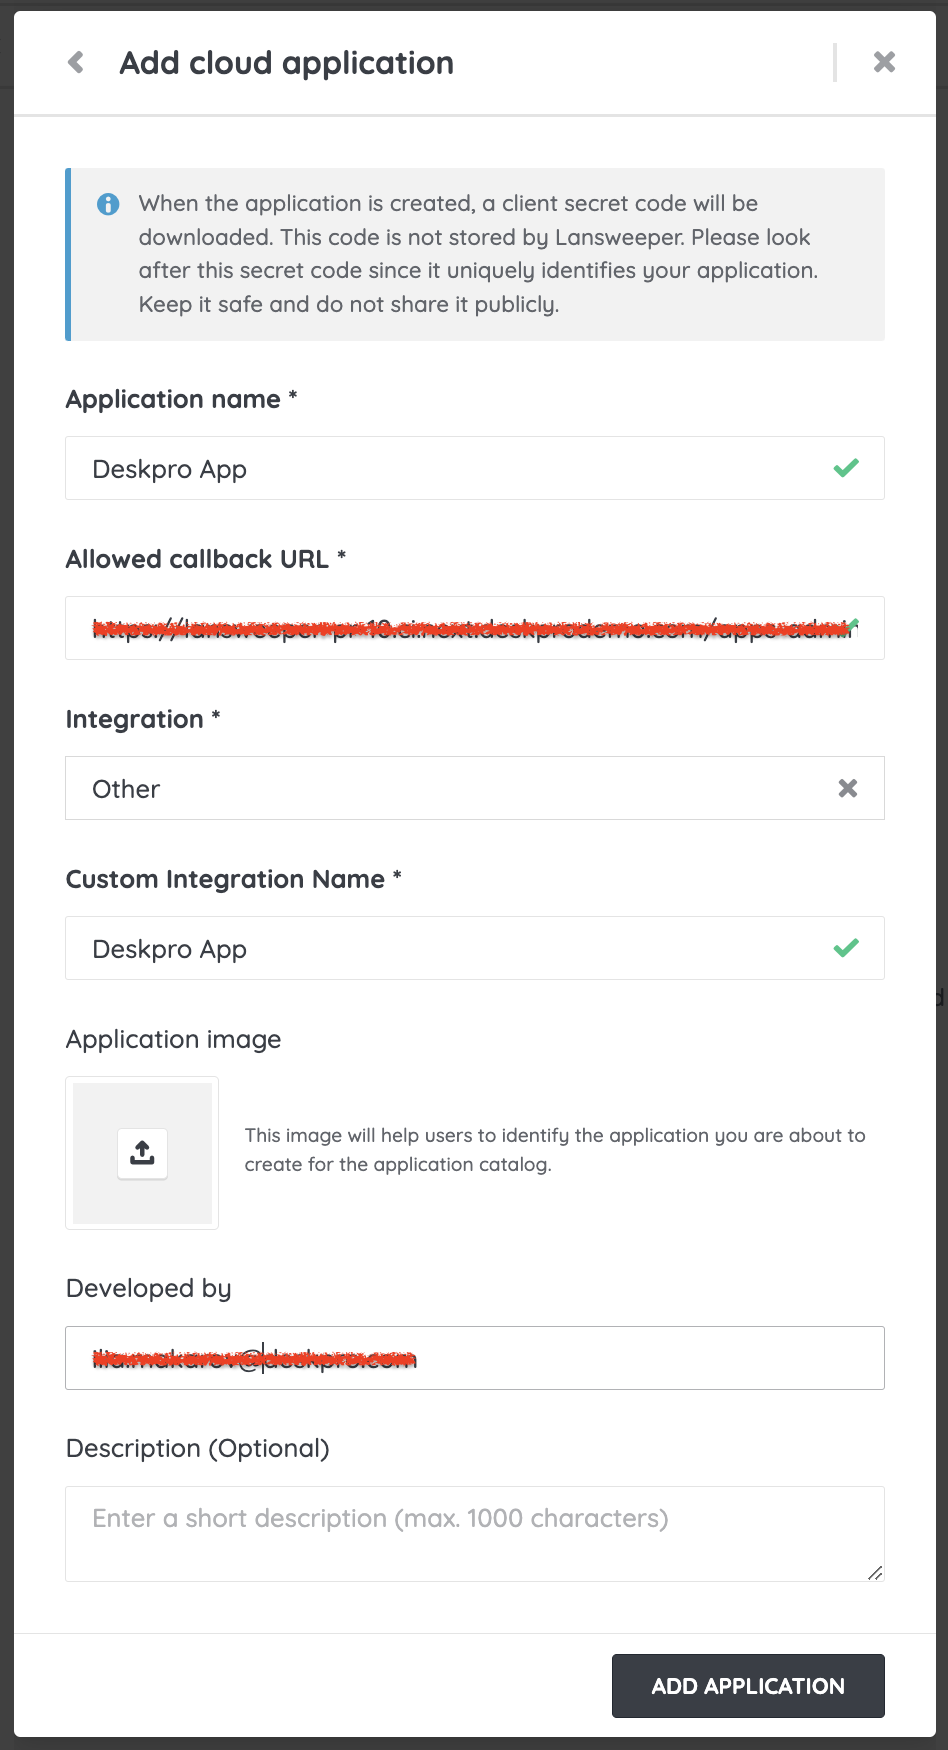 Add cloud application
When the application is created, a client secret code will be
downloaded. This code is not stored by Lansweeper. Please look
after this secret code since it uniquely identifies your application.
Keep it safe and do not share it publicly.
Application name *
Deskpro App
Allowed callback URL *
Integration *
Other
Custom Integration Name *
Deskpro App
Application image
This image will help users to identify the application you are about to
create for the application catalog.
Developed by
Description (Optional)
Enter a short description (max. 1000 characters)
ADD APPLICATION